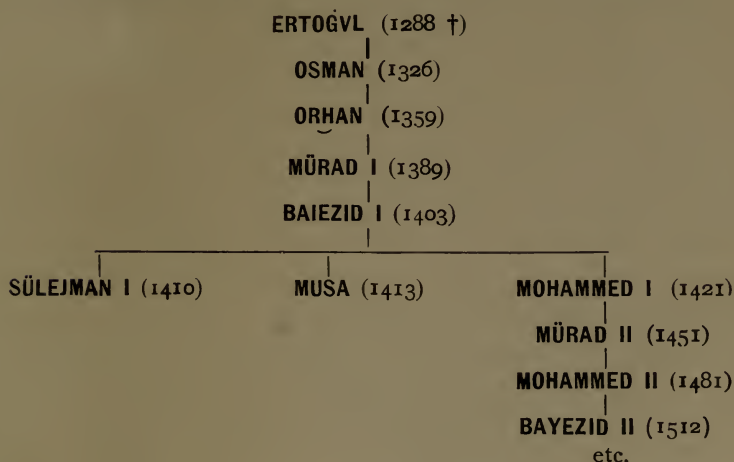 ERTOĠVL (1288 †)
OSMAN (1326)
ORḪAN (1359)
MÜRAD I (1389)
BAIEZID I (1403)
SÜLEJMAN I (1410) MUSA (1413) MOHAMMED I (1421)
MÜRAD II (1451)
MOHAMMED II (1481)
BAYEZID II (1512)
etc.